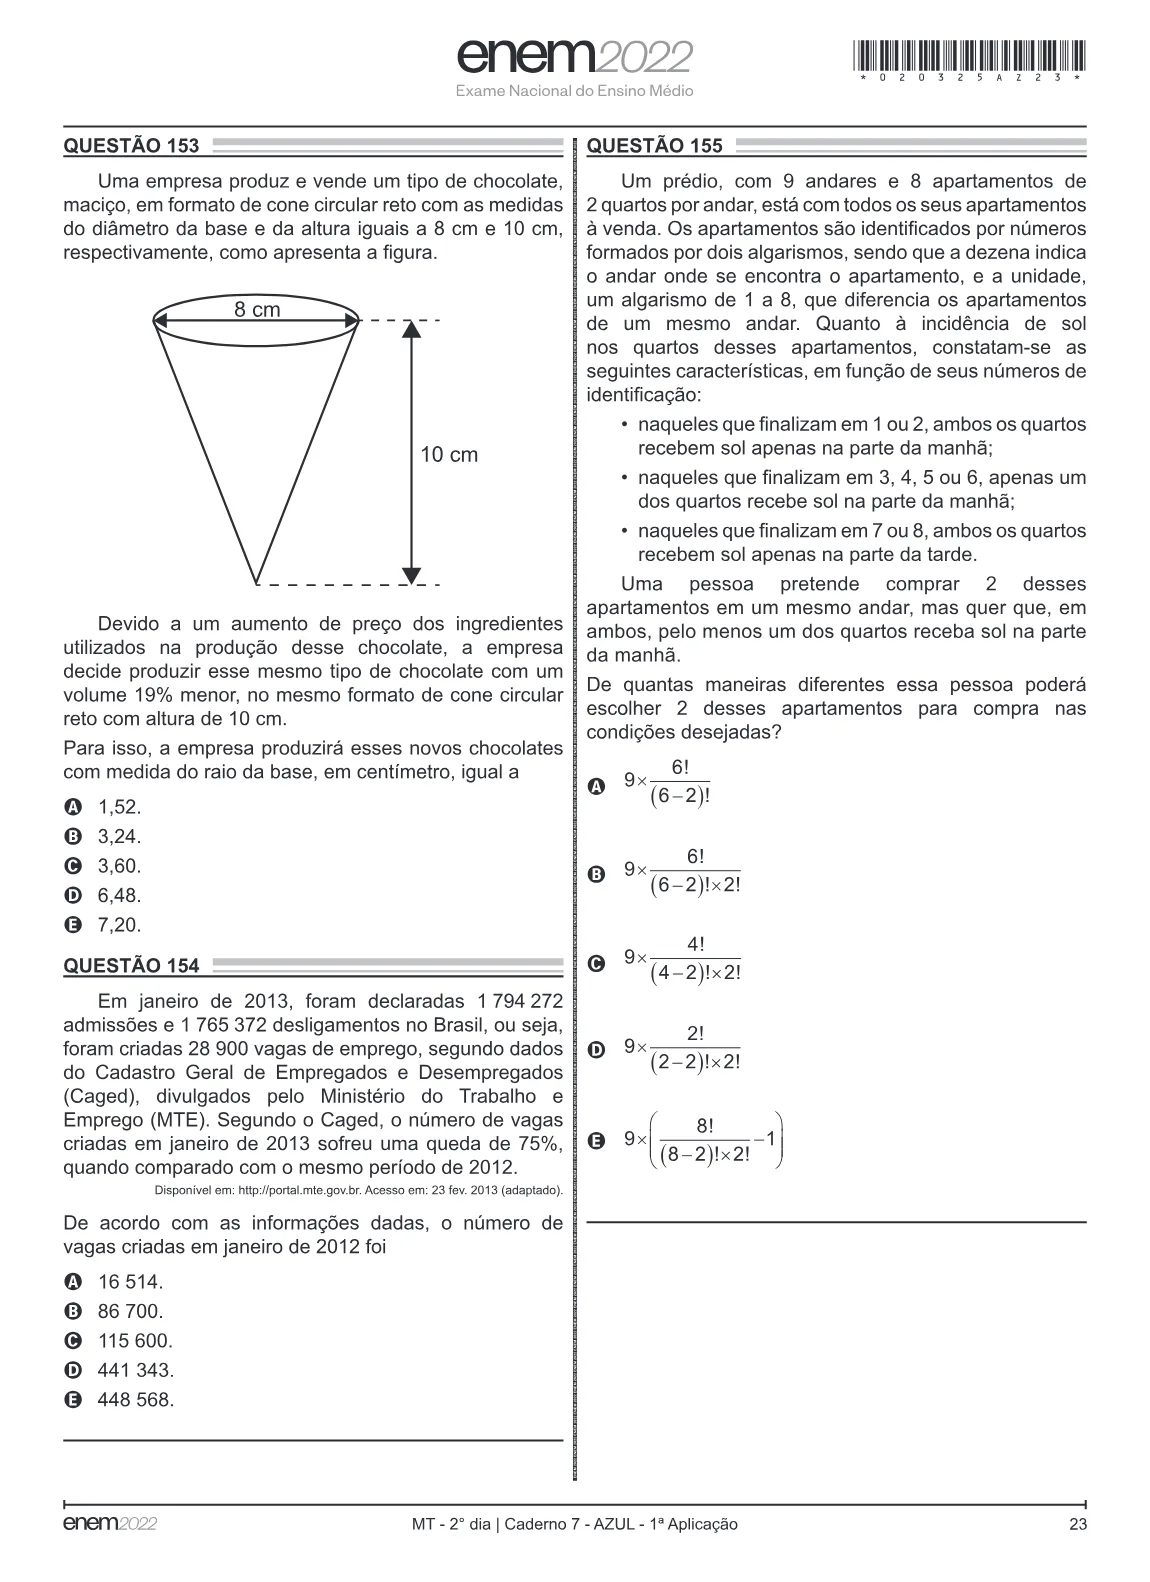 enem2022
Exame Nacional do Ensino Médio
*020325AZ23*
QUESTÃO 153
Uma empresa produz e vende um tipo de chocolate,
maciço, em formato de cone circular reto com as medidas
do diâmetro da base e da altura iguais a 8 cm e 10 cm,
respectivamente, como apresenta a figura.
8 cm
10 cm
Devido a um aumento de preço dos ingredientes
utilizados na produção desse chocolate, a empresa
decide produzir esse mesmo tipo de chocolate com um
volume 19% menor, no mesmo formato de cone circular
reto com altura de 10 cm.
Para isso, a empresa produzirá esses novos chocolates
com medida do raio da base, em centímetro, igual a
A 1,52.
B 3,24.
C 3,60.
D 6,48.
E 7,20.
QUESTÃO 154
Em janeiro de 2013, foram declaradas 1 794 272
admissões e 1 765 372 desligamentos no Brasil, ou seja,
foram criadas 28 900 vagas de emprego, segundo dados
do Cadastro Geral de Empregados e Desempregados
(Caged), divulgados pelo Ministério do Trabalho e
Emprego (MTE). Segundo o Caged, o número de vagas
criadas em janeiro de 2013 sofreu uma queda de 75%,
quando comparado com o mesmo período de 2012.
Disponível em: http://portal.mte.gov.br. Acesso em: 23 fev. 2013 (adaptado).
De acordo com as informações dadas, o número de
vagas criadas em janeiro de 2012 foi
A 16 514.
B 86 700.
C 115 600.
D 441 343.
E 448 568.
QUESTÃO 155
Um prédio, com 9 andares e 8 apartamentos de
2 quartos por andar, está com todos os seus apartamentos
à venda. Os apartamentos são identificados por números
formados por dois algarismos, sendo que a dezena indica
o andar onde se encontra o apartamento, e a unidade,
um algarismo de 1 a 8, que diferencia os apartamentos
de um mesmo andar. Quanto à incidência de sol
nos quartos desses apartamentos, constatam-se as
seguintes características, em função de seus números de
identificação:
• naqueles que finalizam em 1 ou 2, ambos os quartos
recebem sol apenas na parte da manhã;
• naqueles que finalizam em 3, 4, 5 ou 6, apenas um
dos quartos recebe sol na parte da manhã;
• naqueles que finalizam em 7 ou 8, ambos os quartos
recebem sol apenas na parte da tarde.
Uma pessoa pretende comprar 2 desses
apartamentos em um mesmo andar, mas quer que, em
ambos, pelo menos um dos quartos receba sol na parte
da manhã.
De quantas maneiras diferentes essa pessoa poderá
escolher 2 desses apartamentos para compra nas
condições desejadas?
A 9× 6!/(6−2)!
B 9× 6!/(6−2)!×2!
C 9× 4!/(4−2)!×2!
D 9× 2!/(2−2)!×2!
E 9×(8!/(8−2)!×2! −1)
enem2022
MT - 2° dia | Caderno 7 - AZUL - 1ª Aplicação
23